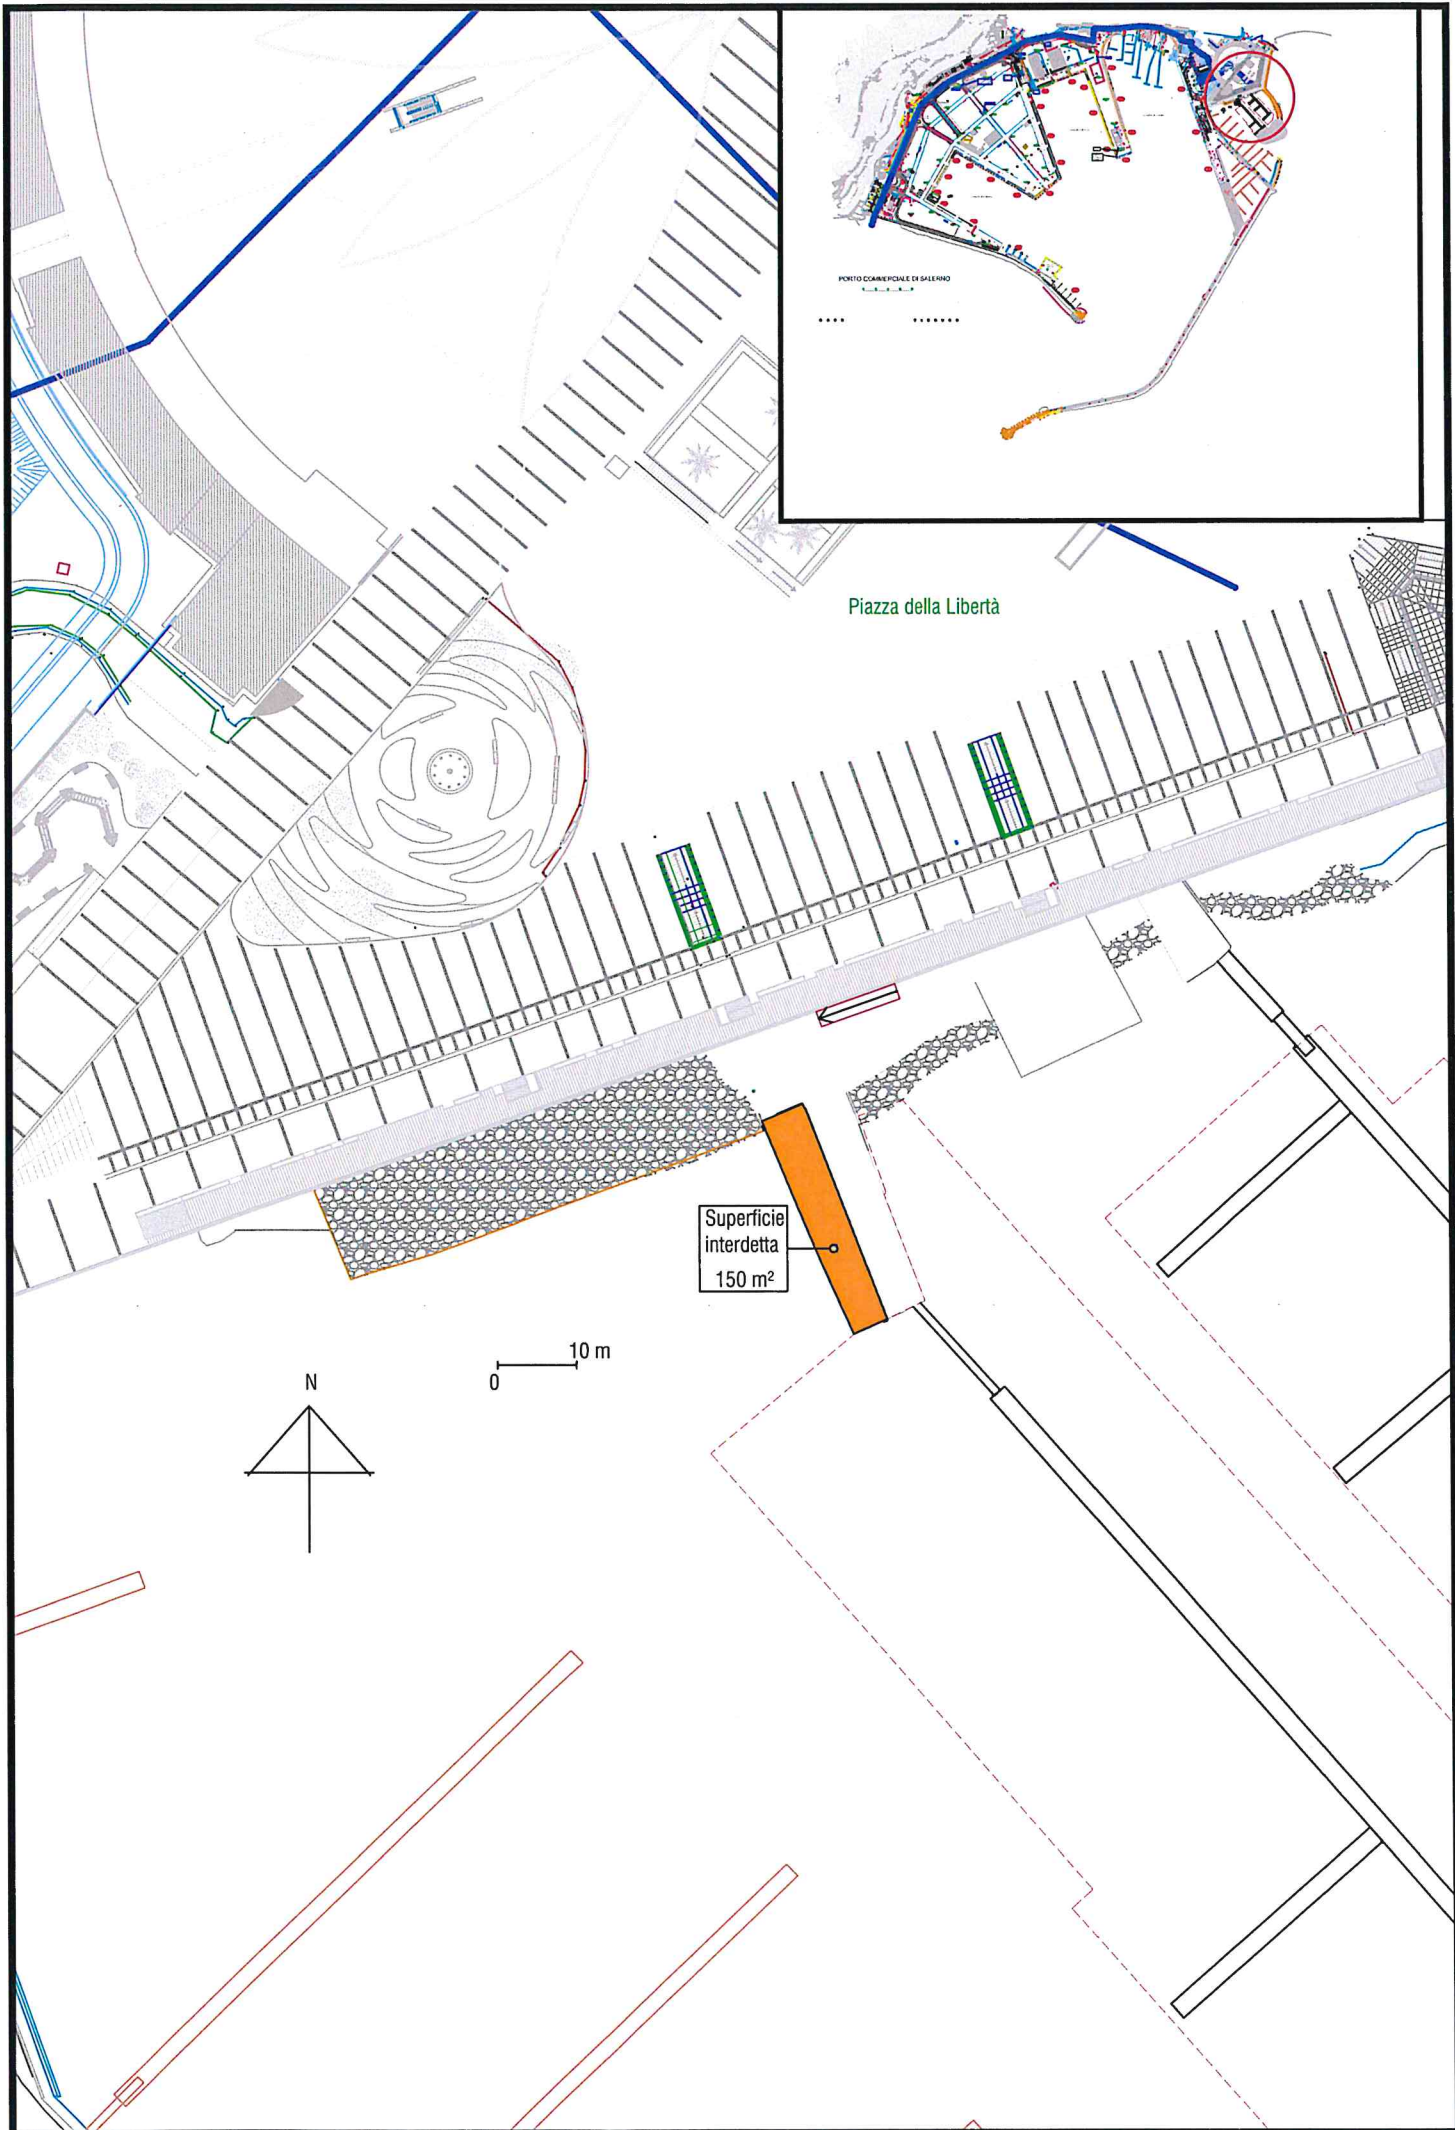 PORTO COMMERCIALE DI SALERNO
Piazza della Libertà
Superficie
interdetta
150 m²
10 m
0
N